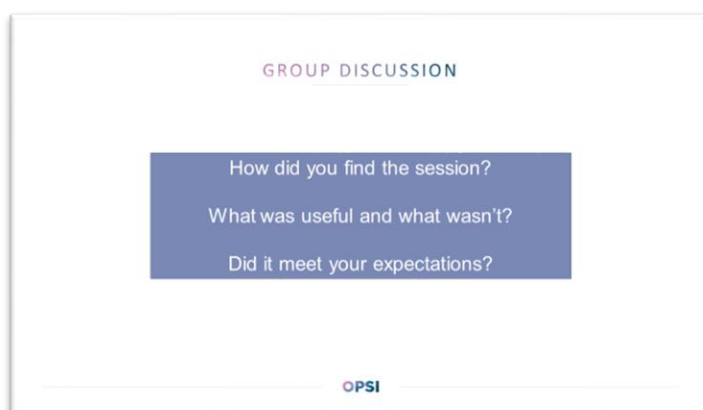 GROUP DISCUSSION
How did you find the session?
What was useful and what wasn't?
Did it meet your expectations?
OPSI